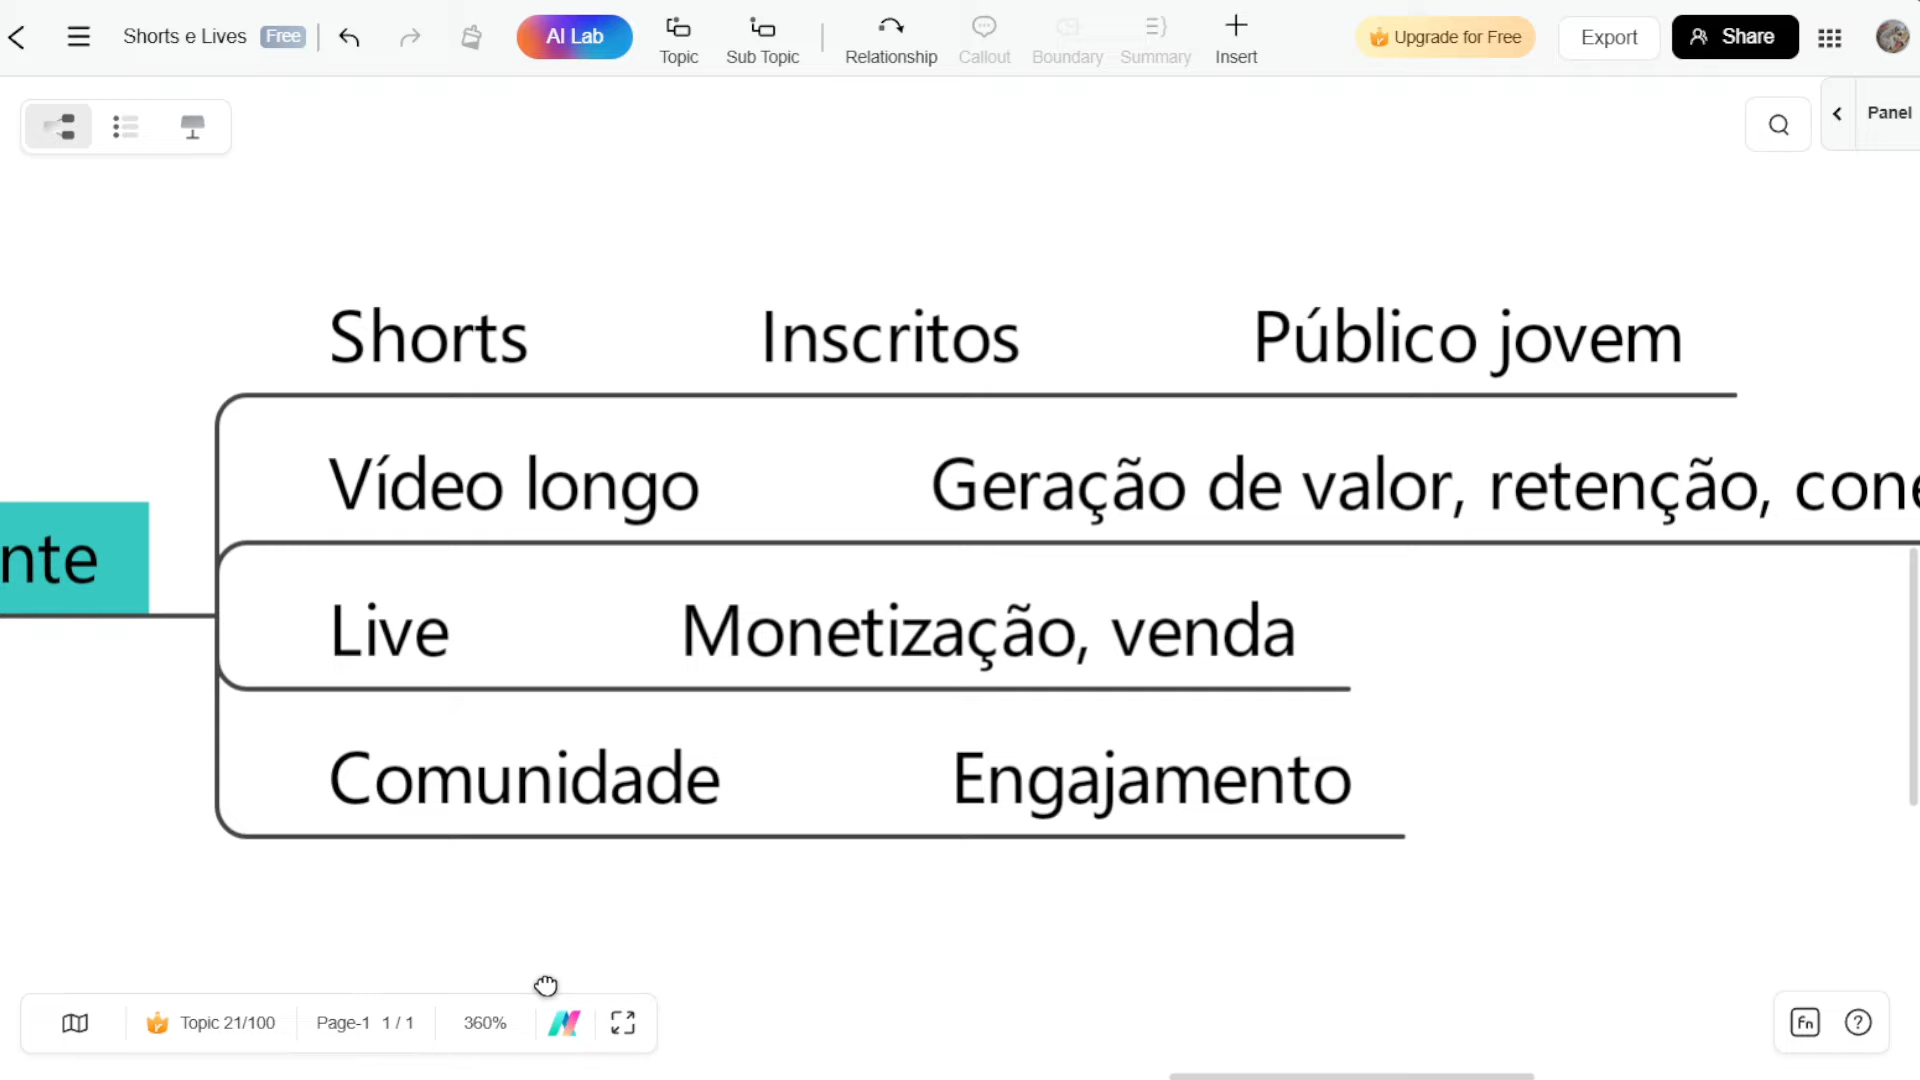 Shorts e Lives Free AI Lab Topic Sub Topic Relationship Callout Boundary Summary Insert Upgrade for Free Export Share
Panel
Shorts Inscritos Público jovem
Vídeo longo Geração de valor, retenção,
nte
Live Monetização, venda
Comunidade Engajamento
Topic 21/100 Page-1 1 / 1 360% Fn